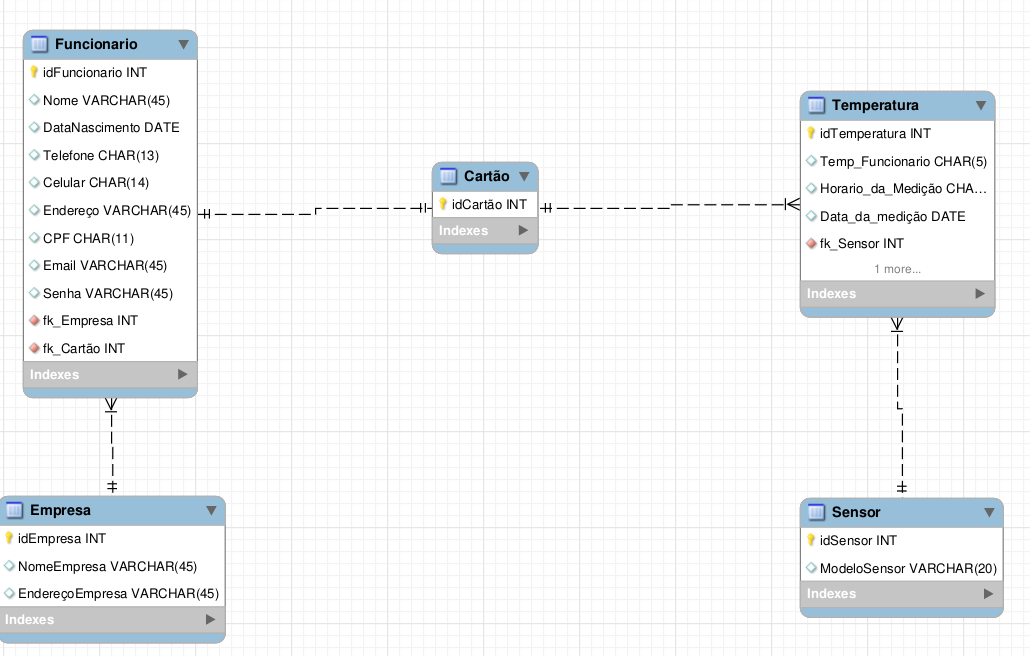 Funcionario
idFuncionario INT
Nome VARCHAR(45)
DataNascimento DATE
Telefone CHAR(13)
Celular CHAR(14)
Endereço VARCHAR(45)
CPF CHAR(11)
Email VARCHAR(45)
Senha VARCHAR(45)
fk_Empresa INT
fk_Cartão INT
Indexes
Cartão
idCartão INT
Indexes
Temperatura
idTemperatura INT
Temp_Funcionario CHAR(5)
Horario_da_Medição CHA...
Data_da_medição DATE
fk_Sensor INT
1 more...
Indexes
Empresa
idEmpresa INT
NomeEmpresa VARCHAR(45)
EndereçoEmpresa VARCHAR(45)
Indexes
Sensor
idSensor INT
ModeloSensor VARCHAR(20)
Indexes